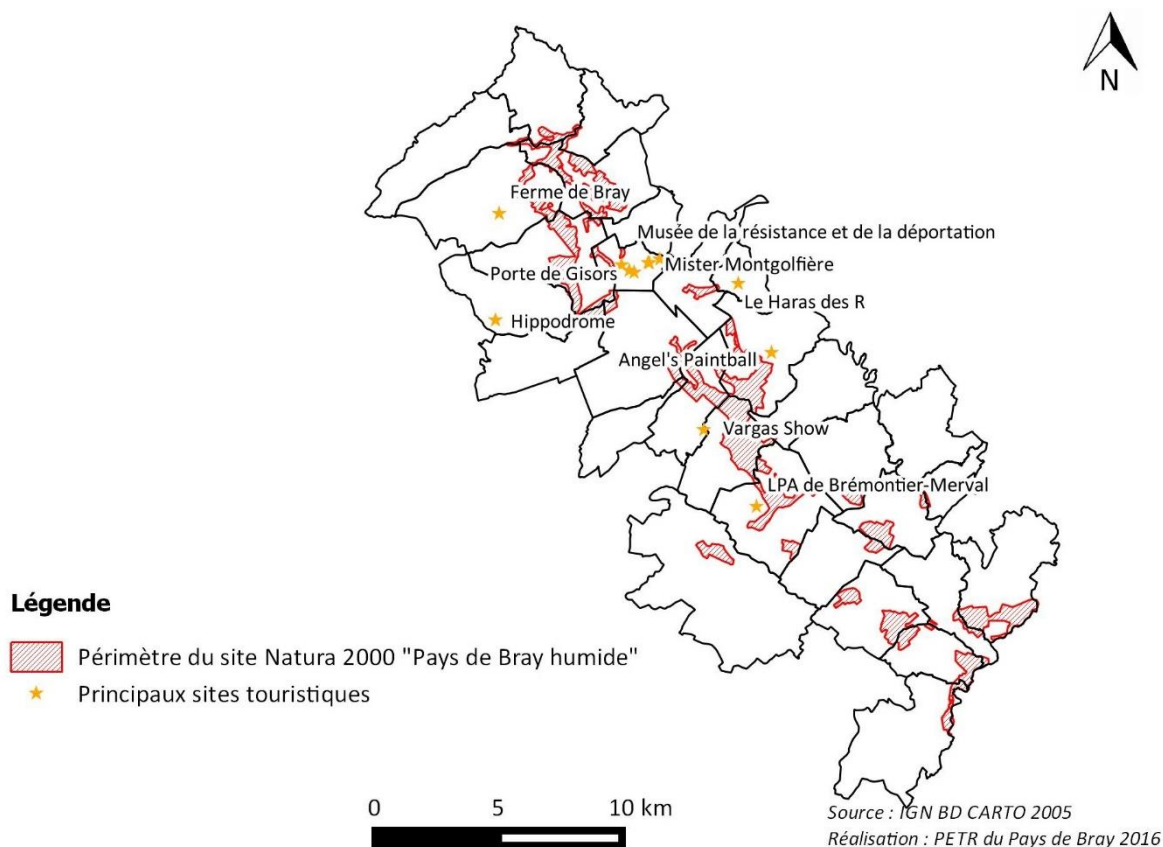 N
Ferme de Bray
Musée de la résistance et de la déportation
Mister Montgolfière
Porte de Gisors
Le Haras des R
Hippodrome
Angel's Paintball
Vargas Show
LPA de Brémontier-Merval
Légende
Périmètre du site Natura 2000 "Pays de Bray humide"
Principaux sites touristiques
0 5 10 km
Source : IGN BD CARTO 2005
Réalisation : PETR du Pays de Bray 2016